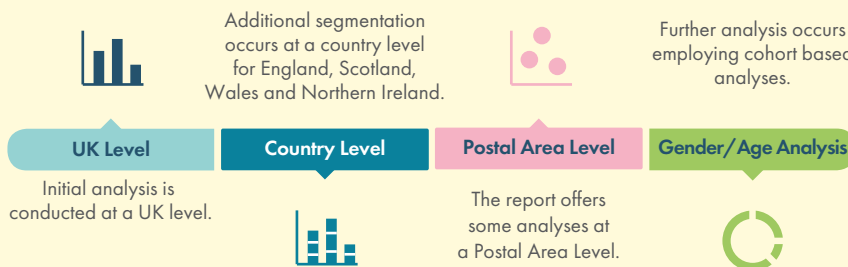 Additional segmentation
occurs at a country level
for England, Scotland,
Wales and Northern Ireland.
Further analysis occurs
employing cohort based
analyses.
UK Level
Country Level
Postal Area Level
Gender/Age Analysis
Initial analysis is
conducted at a UK level.
The report offers
some analyses at
a Postal Area Level.